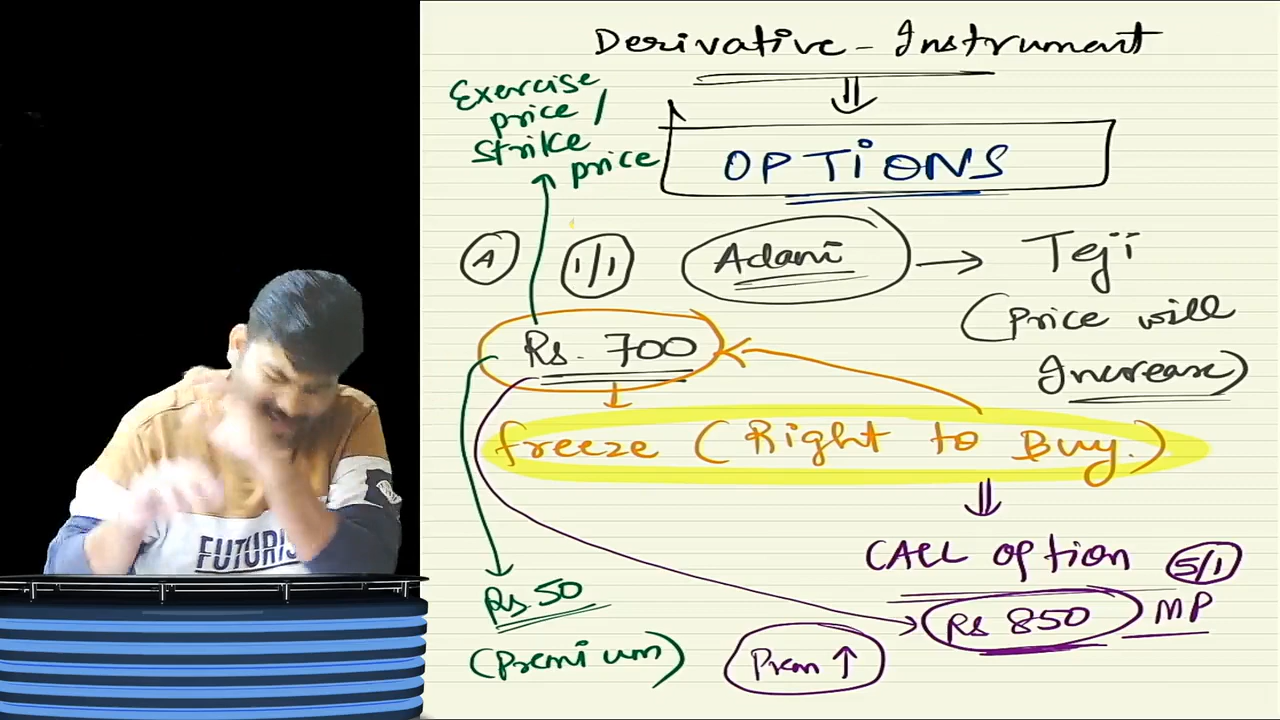 Derivative - Instrument
⇓
Exercise
price /
Strike
price
OPTIONS
A
1/1
Adani → Teji
(Price will
Increase)
Rs. 700
freeze (Right to Buy.)
⇓
CALL option
5/1
Rs 850
MP
Rs. 50
(Premium)
Prem ↑
FUTURIS